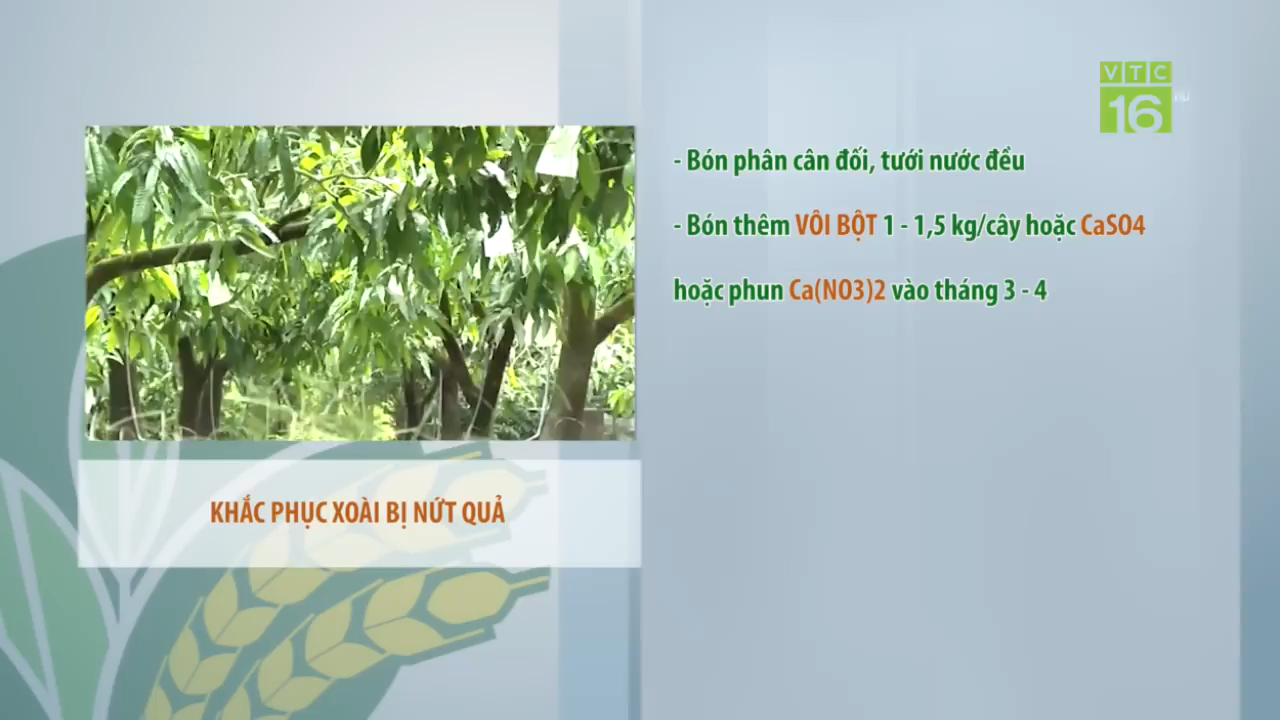 VTC
16
- Bón phân cân đối, tưới nước đều
- Bón thêm VÔI BỘT 1 - 1,5 kg/cây hoặc CaSO4
hoặc phun Ca(NO3)2 vào tháng 3 - 4
KHẮC PHỤC XOÀI BỊ NỨT QUẢ